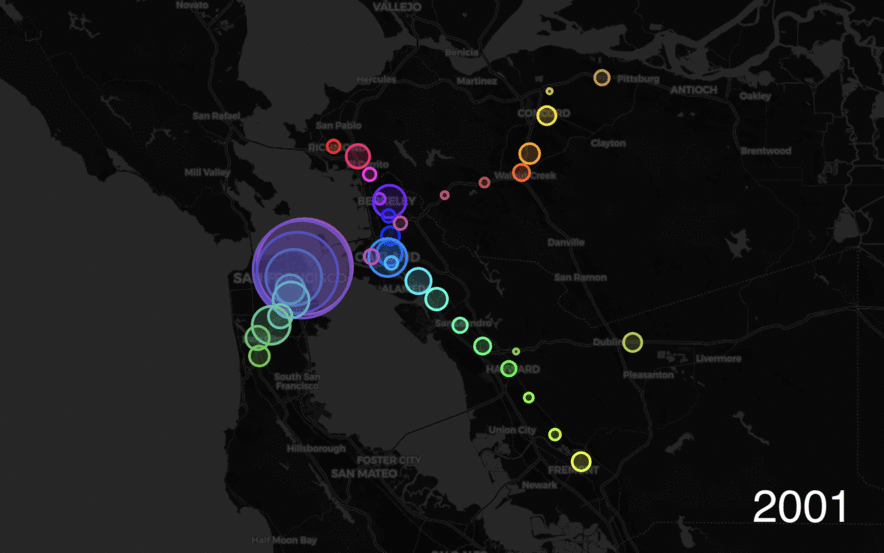 Novato
VALLEJO
Benicia
Hercules
Martinez
Pittsburg
ANTIOCH
Oakley
San Rafael
CONCORD
San Pablo
Clayton
Brentwood
El Cerrito
Mill Valley
Walnut Creek
BERKELEY
Danville
San Ramon
ALAMEDA
San Leandro
Dublin
Livermore
HAYWARD
Pleasanton
South San
Francisco
Union City
Hillsborough
FOSTER CITY
SAN MATEO
FREMONT
Newark
2001
Half Moon Bay